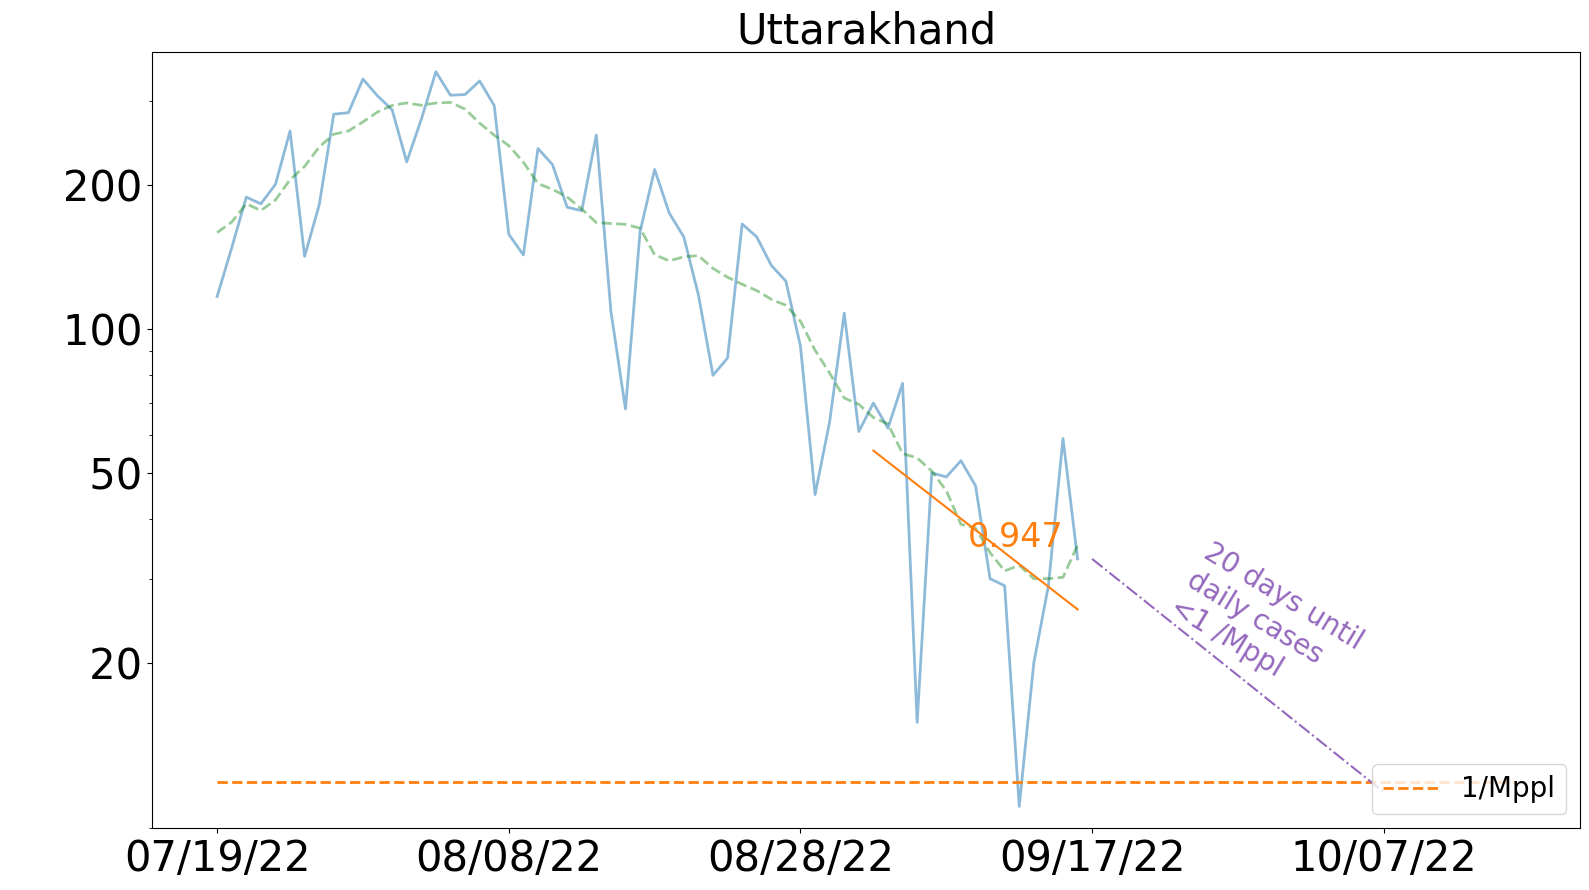 Uttarakhand
200
100
50
20
0.947
20 days until
daily cases
<1 /Mppl
1/Mppl
07/19/22
08/08/22
08/28/22
09/17/22
10/07/22